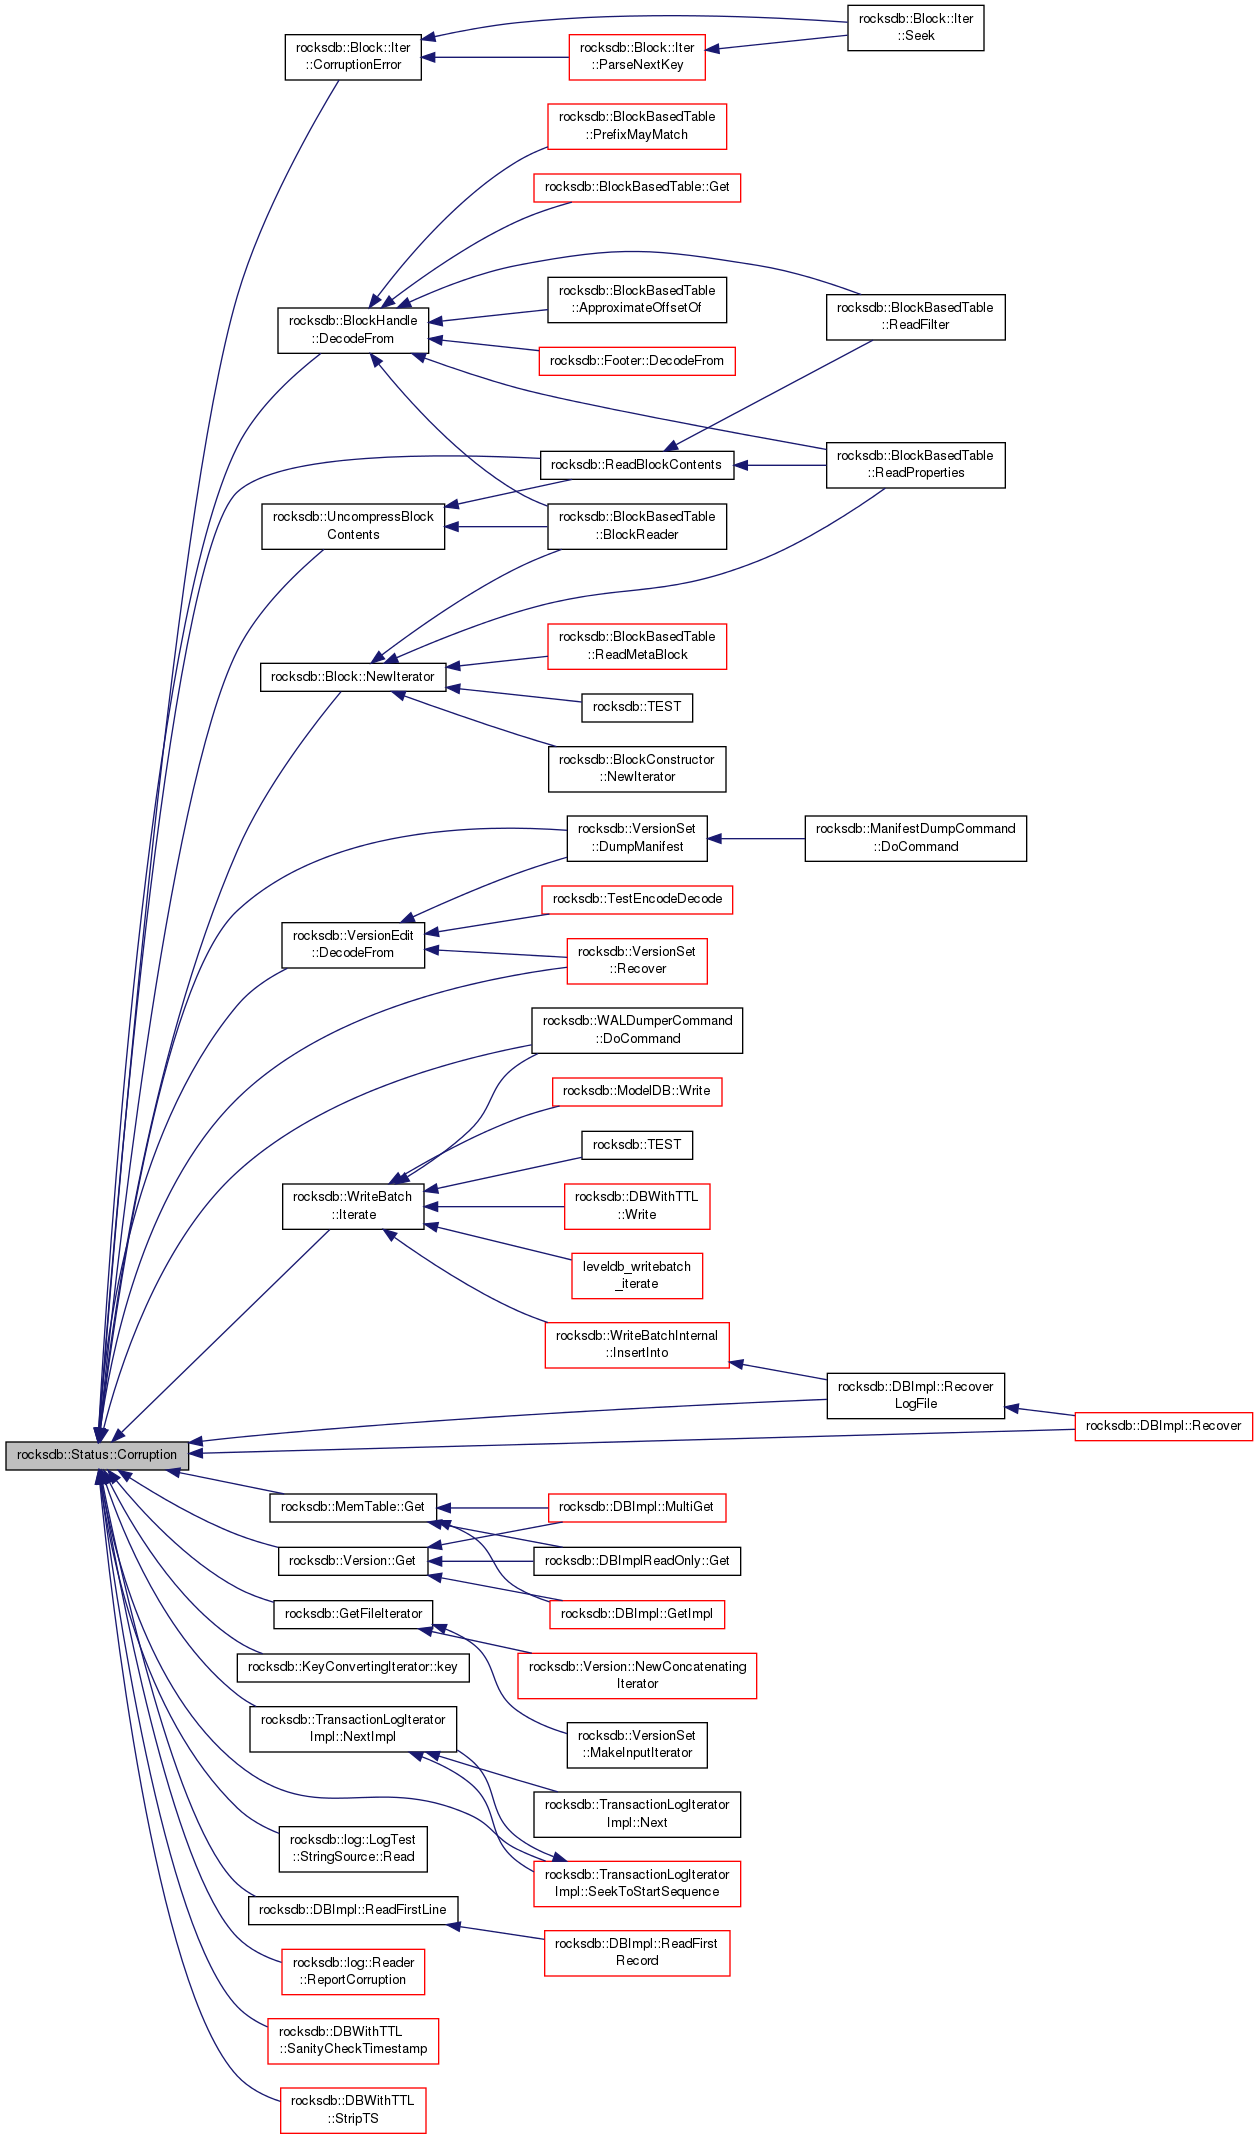 rocksdb::Block::Iter
::Seek
rocksdb::Block::Iter
::CorruptionError
rocksdb::Block::Iter
::ParseNextKey
rocksdb::BlockBasedTable
::PrefixMayMatch
rocksdb::BlockBasedTable::Get
rocksdb::BlockBasedTable
::ApproximateOffsetOf
rocksdb::BlockBasedTable
::ReadFilter
rocksdb::BlockHandle
::DecodeFrom
rocksdb::Footer::DecodeFrom
rocksdb::BlockBasedTable
::ReadProperties
rocksdb::ReadBlockContents
rocksdb::UncompressBlock
Contents
rocksdb::BlockBasedTable
::BlockReader
rocksdb::BlockBasedTable
::ReadMetaBlock
rocksdb::Block::NewIterator
rocksdb::TEST
rocksdb::BlockConstructor
::NewIterator
rocksdb::VersionSet
::DumpManifest
rocksdb::ManifestDumpCommand
::DoCommand
rocksdb::TestEncodeDecode
rocksdb::VersionEdit
::DecodeFrom
rocksdb::VersionSet
::Recover
rocksdb::WALDumperCommand
::DoCommand
rocksdb::ModelDB::Write
rocksdb::TEST
rocksdb::WriteBatch
::Iterate
rocksdb::DBWithTTL
::Write
leveldb_writebatch
_iterate
rocksdb::WriteBatchInternal
::InsertInto
rocksdb::DBImpl::Recover
LogFile
rocksdb::DBImpl::Recover
rocksdb::Status::Corruption
rocksdb::MemTable::Get
rocksdb::DBImpl::MultiGet
rocksdb::Version::Get
rocksdb::DBImplReadOnly::Get
rocksdb::GetFileIterator
rocksdb::DBImpl::GetImpl
rocksdb::KeyConvertingIterator::key
rocksdb::Version::NewConcatenating
Iterator
rocksdb::TransactionLogIterator
Impl::NextImpl
rocksdb::VersionSet
::MakeInputIterator
rocksdb::TransactionLogIterator
Impl::Next
rocksdb::log::LogTest
::StringSource::Read
rocksdb::TransactionLogIterator
Impl::SeekToStartSequence
rocksdb::DBImpl::ReadFirstLine
rocksdb::DBImpl::ReadFirst
Record
rocksdb::log::Reader
::ReportCorruption
rocksdb::DBWithTTL
::SanityCheckTimestamp
rocksdb::DBWithTTL
::StripTS